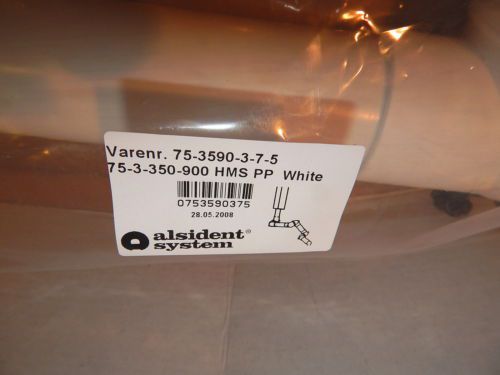 Varenr. 75-3590-3-7-5
75-3-350-900 HMS PP White
0753590375
28.05.2008
alsident®
system